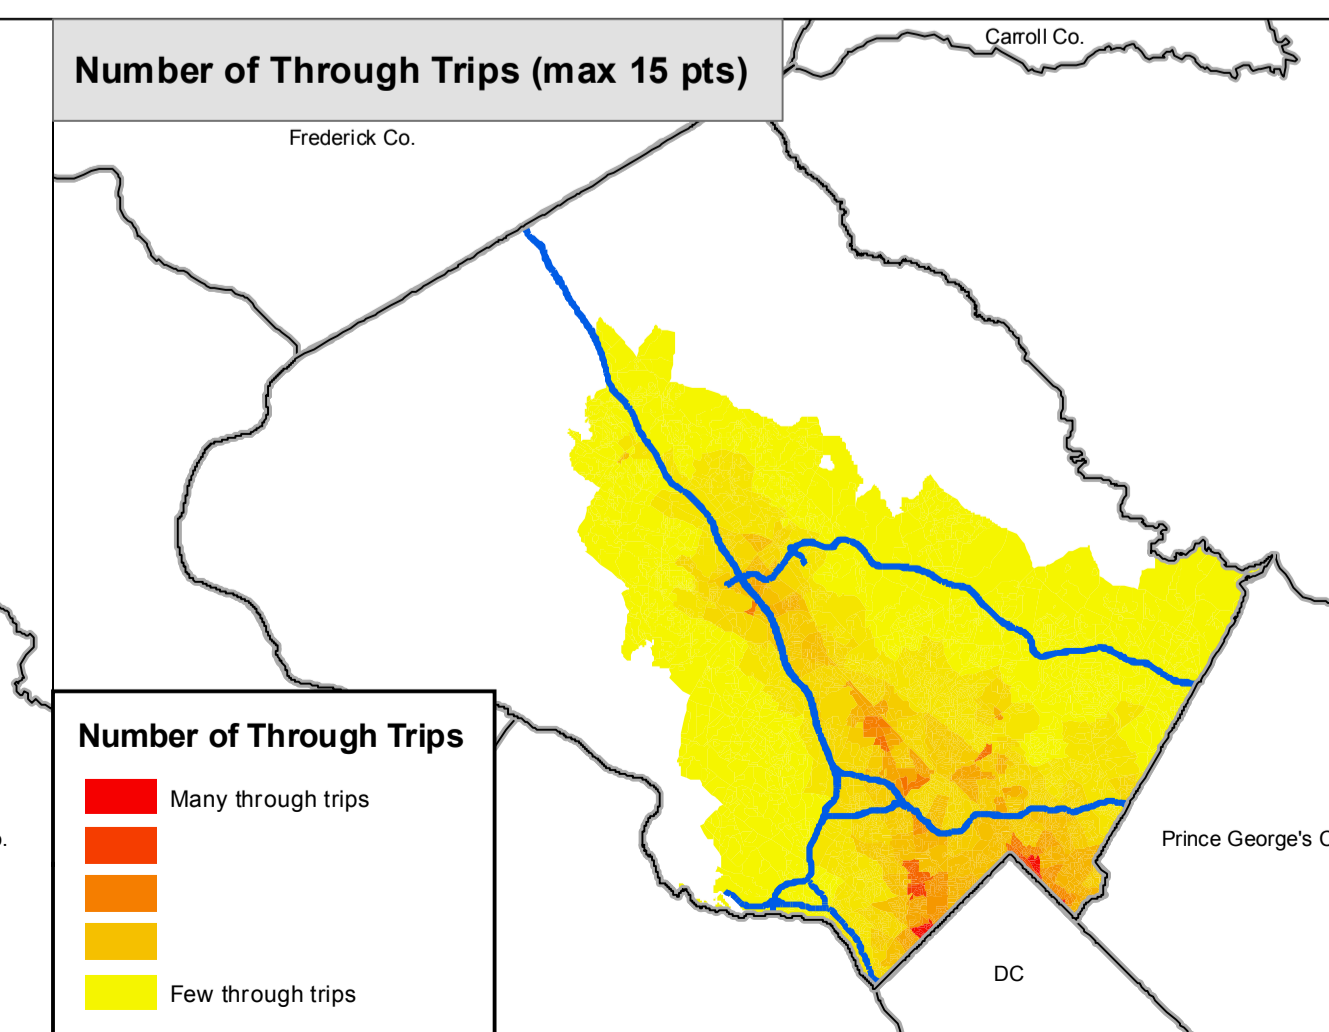 Number of Through Trips (max 15 pts)
Carroll Co.
Frederick Co.
Number of Through Trips
Many through trips
Few through trips
Prince George's
DC